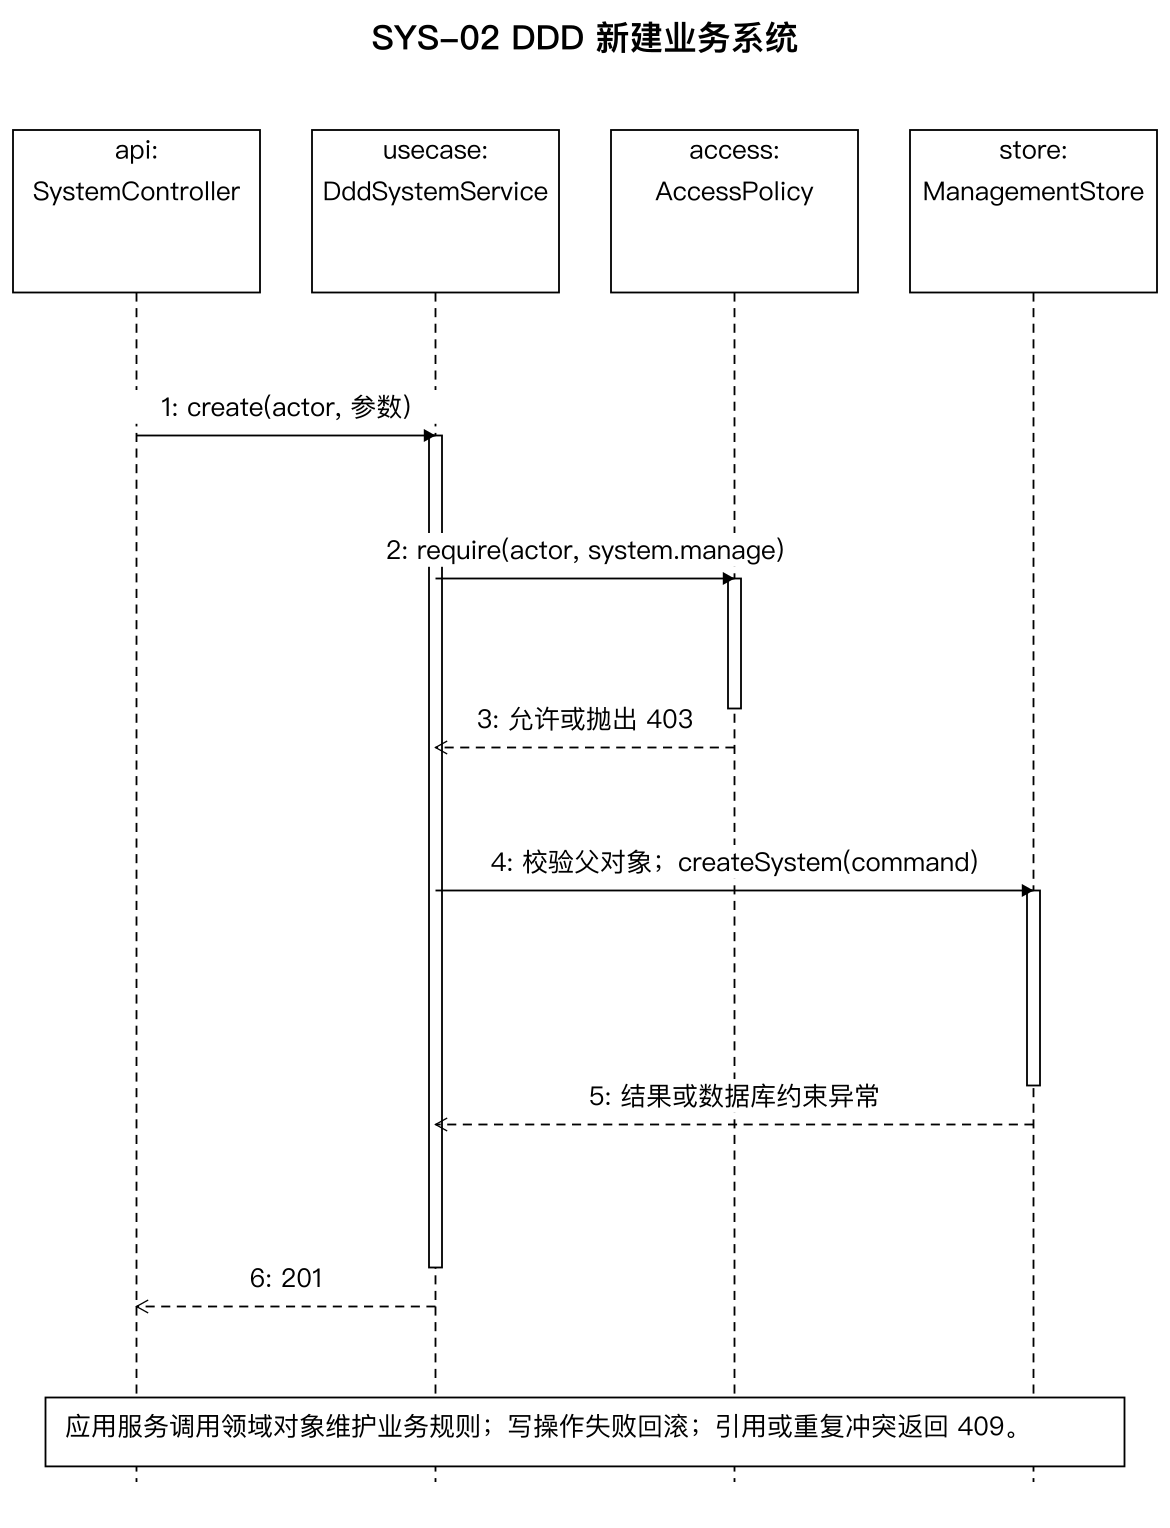 SYS-02 DDD 新建业务系统
api:
SystemController
usecase:
DddSystemService
access:
AccessPolicy
store:
ManagementStore
1: create(actor, 参数)
2: require(actor, system.manage)
3: 允许或抛出 403
4: 校验父对象；createSystem(command)
5: 结果或数据库约束异常
6: 201
应用服务调用领域对象维护业务规则；写操作失败回滚；引用或重复冲突返回 409。